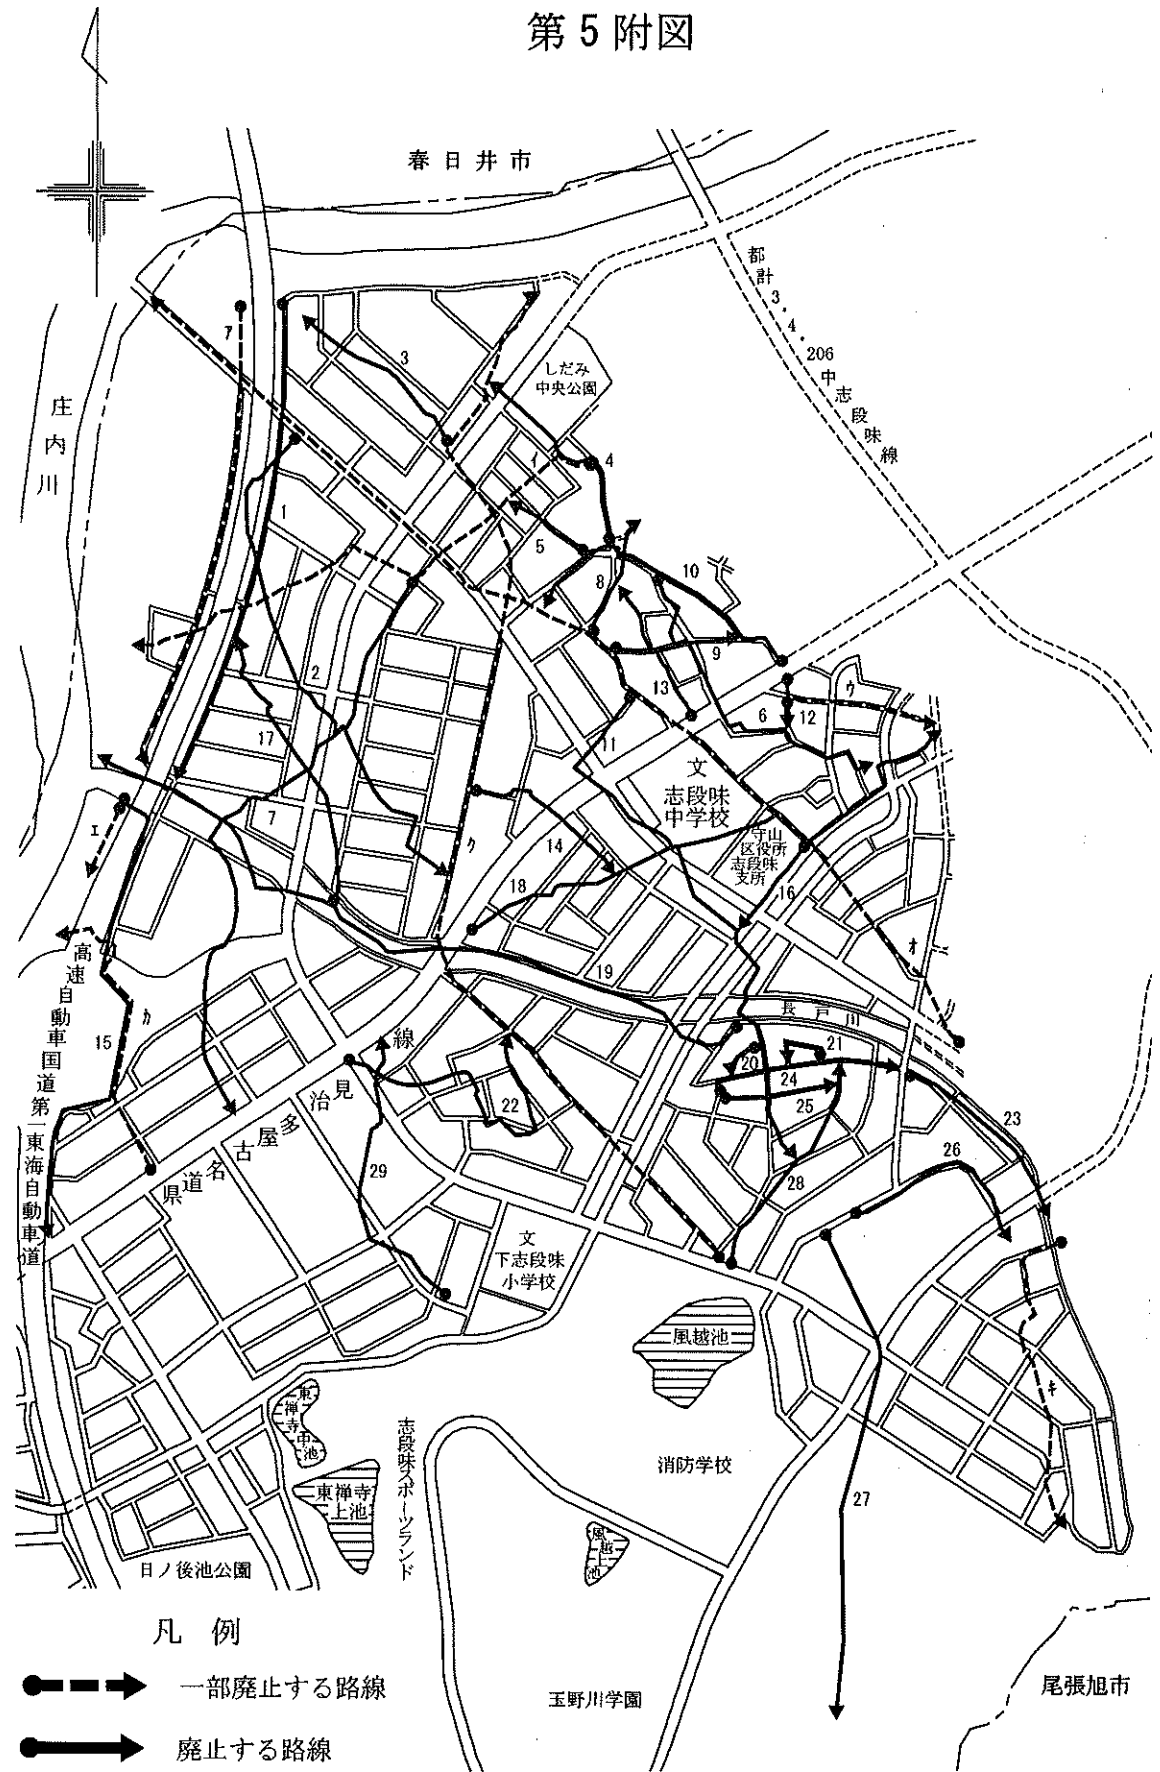 第5附図
春日井市
都計3.4.206中志段味線
庄内川
ア
3
しだみ
中央公園
イ
4
1
5
8
10
9
2
13
6
12
ウ
17
11
文
志段味
中学校
エ
7
ク
14
守山
区役所
志段味
支所
18
16
オ
高速自動車国道第一東海自動車道
カ
19
長戸川
15
県道名古屋多治見線
20
21
24
22
25
23
29
26
28
文
下志段味
小学校
風越池
キ
東禅寺中池
志段味スポーツランド
消防学校
東禅寺
上池
27
風越上池
日ノ後池公園
凡例
一部廃止する路線
玉野川学園
尾張旭市
廃止する路線